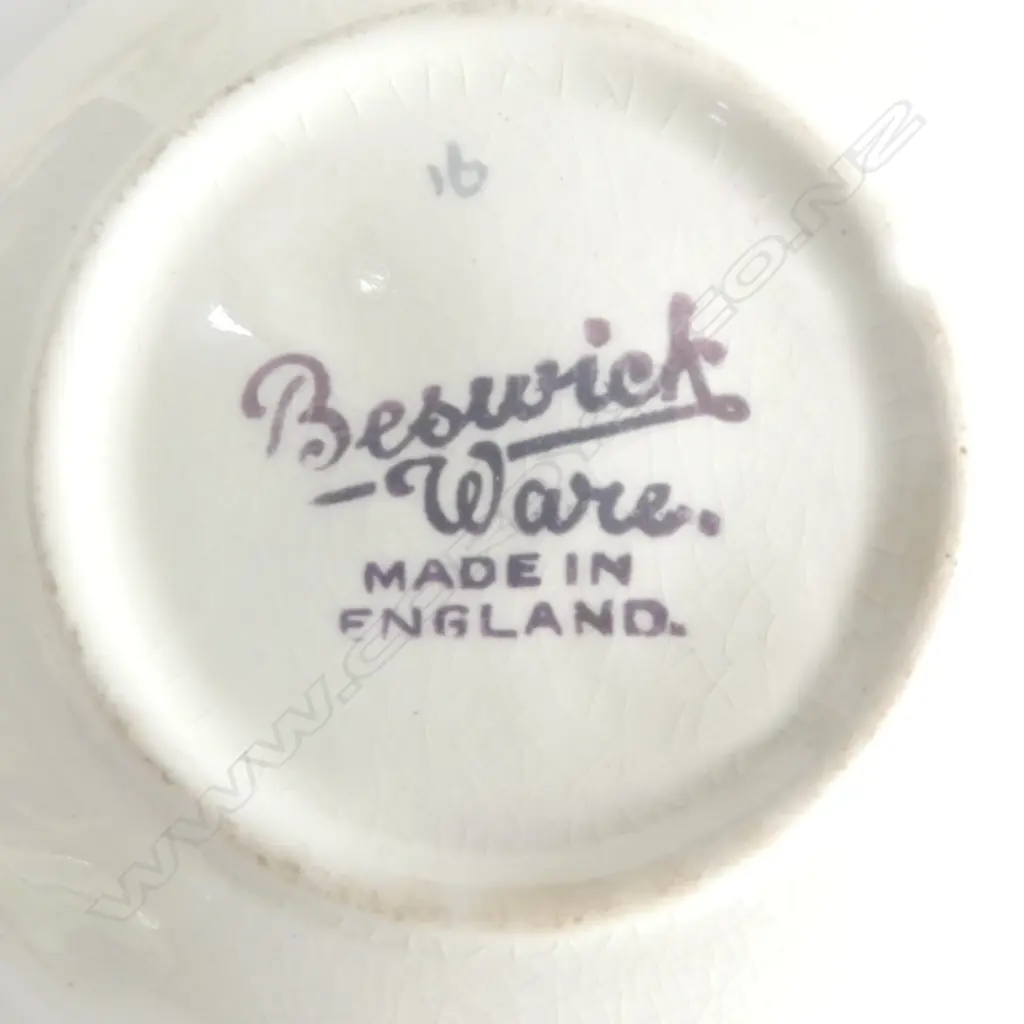 16
Beswick
Ware.
MADE IN
ENGLAND.